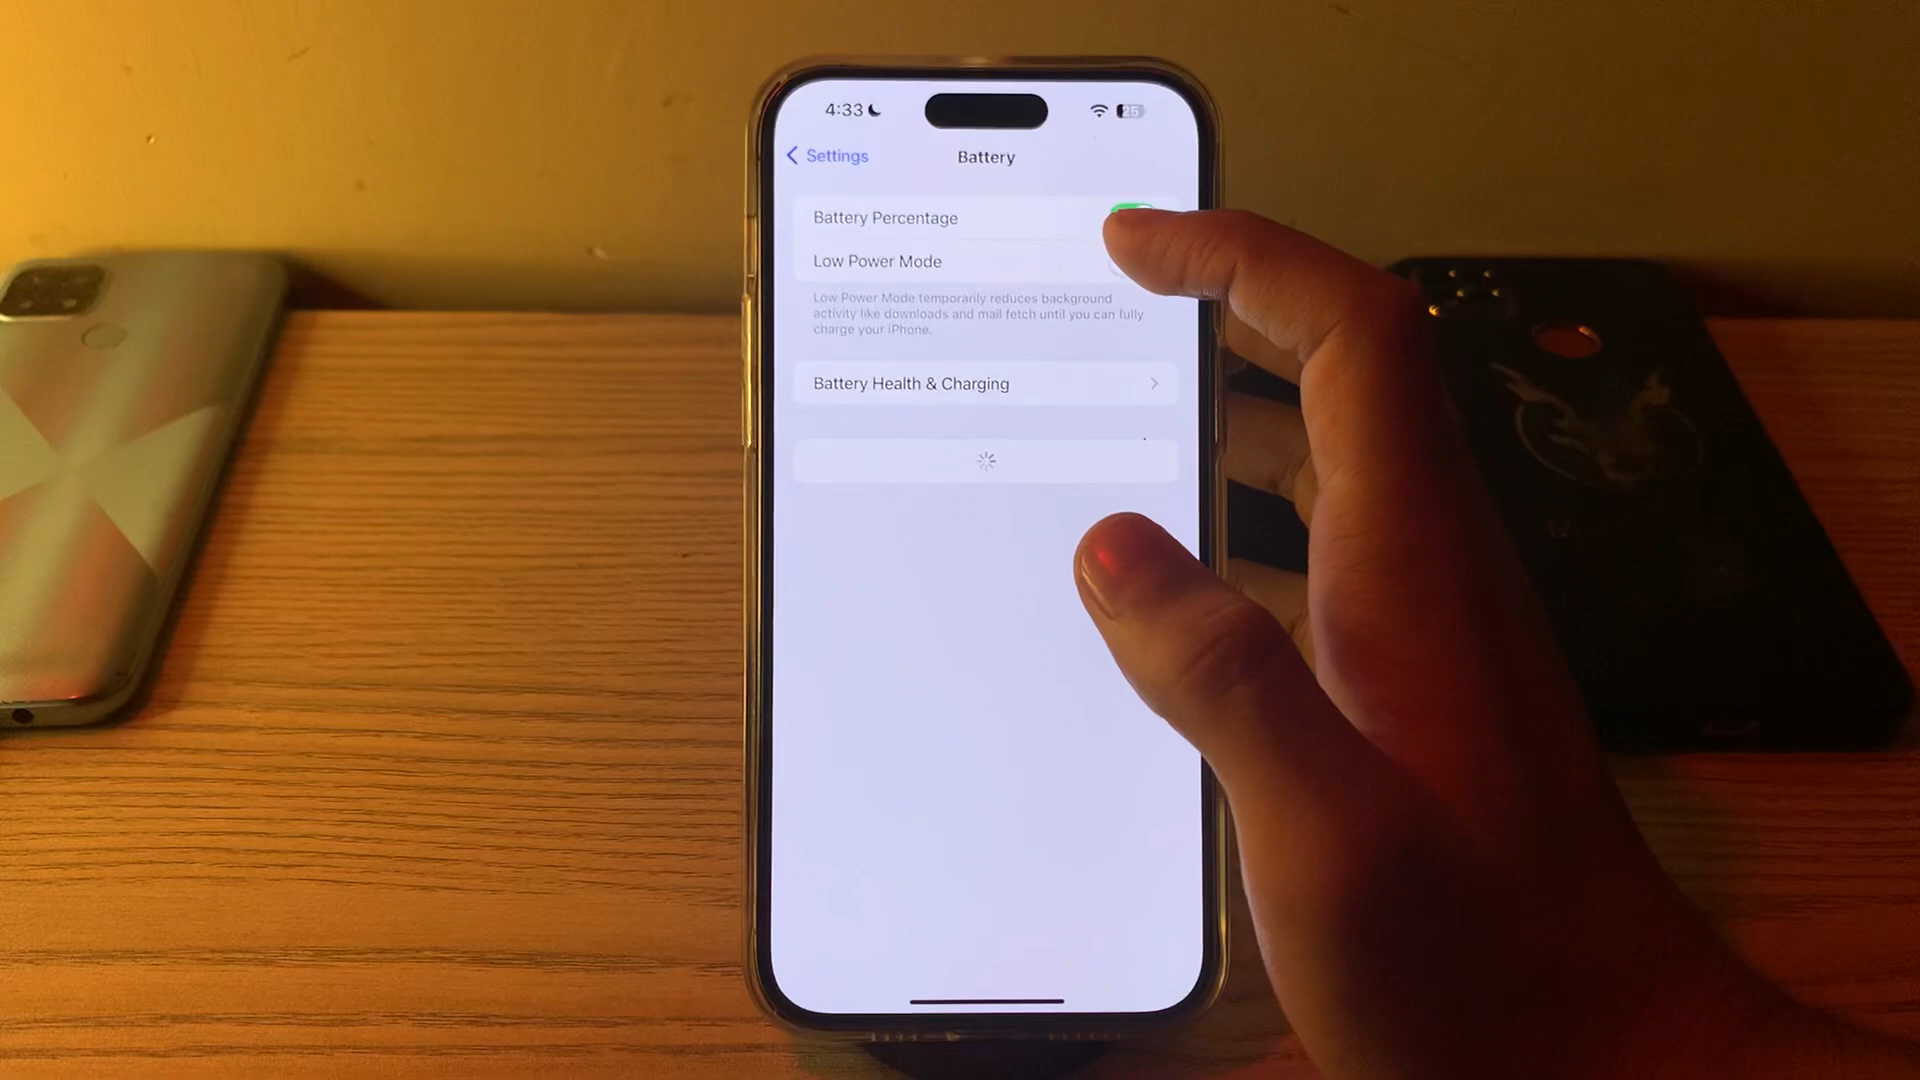 4:33
25
Settings
Battery
Battery Percentage
Low Power Mode
Low Power Mode temporarily reduces background
activity like downloads and mail fetch until you can fully
charge your iPhone.
Battery Health & Charging